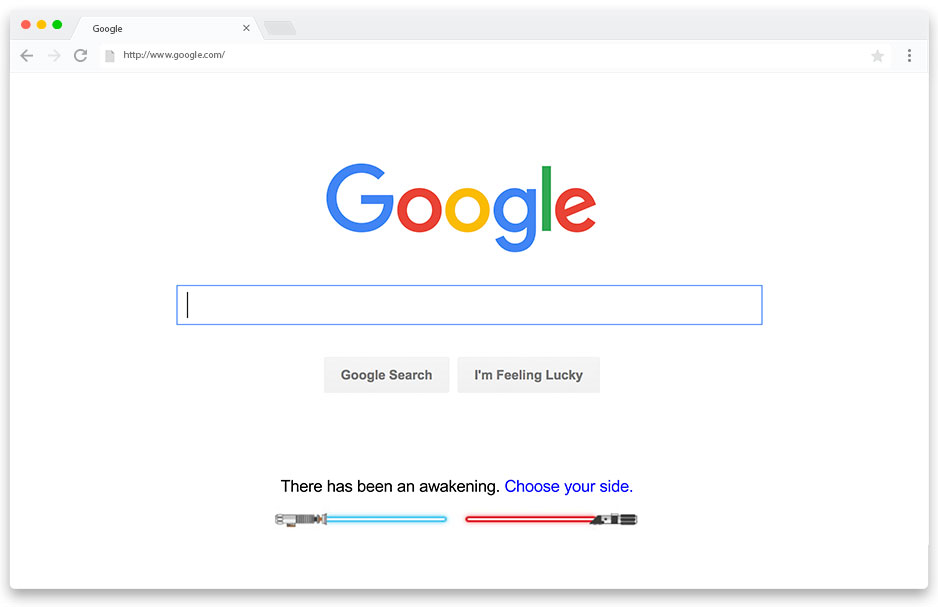 Google
http://www.google.com/
Google
Google Search
I'm Feeling Lucky
There has been an awakening. Choose your side.